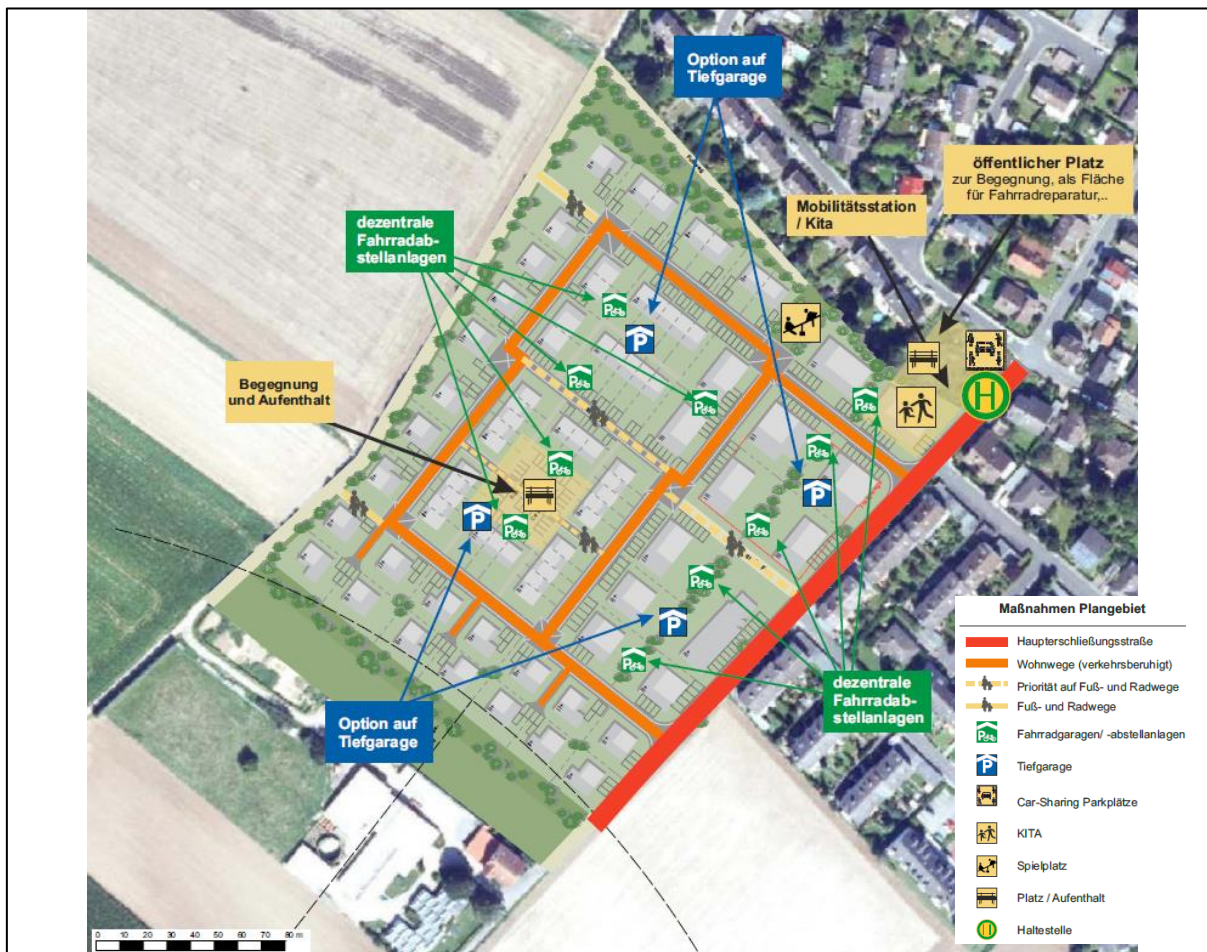 Option auf
Tiefgarage
öffentlicher Platz
zur Begegnung, als Fläche
für Fahrradreparatur,..
Mobilitätsstation
/ Kita
dezentrale
Fahrradab-
stellanlagen
P
P
P
P
P
Begegnung
und Aufenthalt
H
P
P
P
P
P
P
P
P
P
Option auf
Tiefgarage
dezentrale
Fahrradab-
stellanlagen
Maßnahmen Plangebiet
Haupterschließungsstraße
Wohnwege (verkehrsberuhigt)
Priorität auf Fuß- und Radwege
Fuß- und Radwege
P Fahrradgaragen/ -abstellanlagen
P Tiefgarage
Car-Sharing Parkplätze
KITA
Spielplatz
Platz / Aufenthalt
H Haltestelle
0 10 20 30 40 50 60 70 80 m